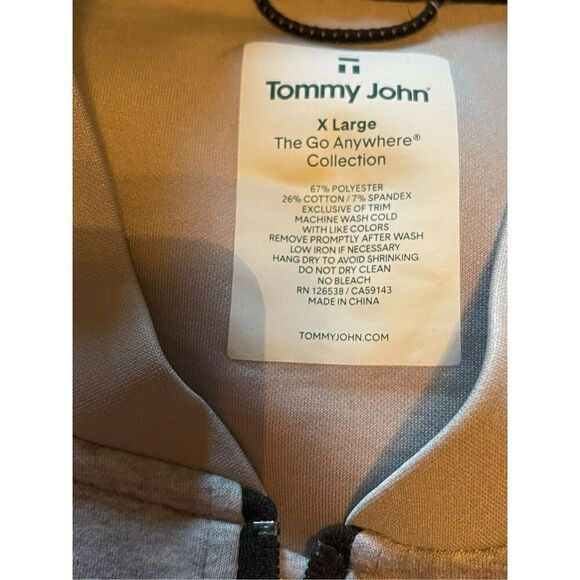 Tommy John®
X Large
The Go Anywhere®
Collection
67% POLYESTER
26% COTTON / 7% SPANDEX
EXCLUSIVE OF TRIM
MACHINE WASH COLD
WITH LIKE COLORS
REMOVE PROMPTLY AFTER WASH
LOW IRON IF NECESSARY
HANG DRY TO AVOID SHRINKING
DO NOT DRY CLEAN
NO BLEACH
RN 126538 / CA59143
MADE IN CHINA
TOMMYJOHN.COM